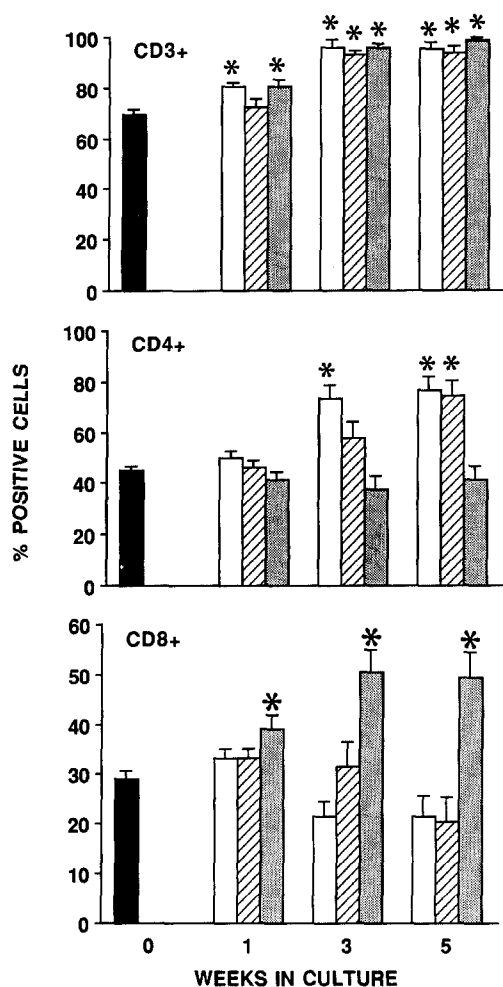 CD3+
* * * * * * * *
100
80
60
40
20
0
CD4+
* * *
100
80
60
40
20
0
% POSITIVE CELLS
CD8+
* * *
60
50
40
30
20
10
0
0 1 3 5
WEEKS IN CULTURE